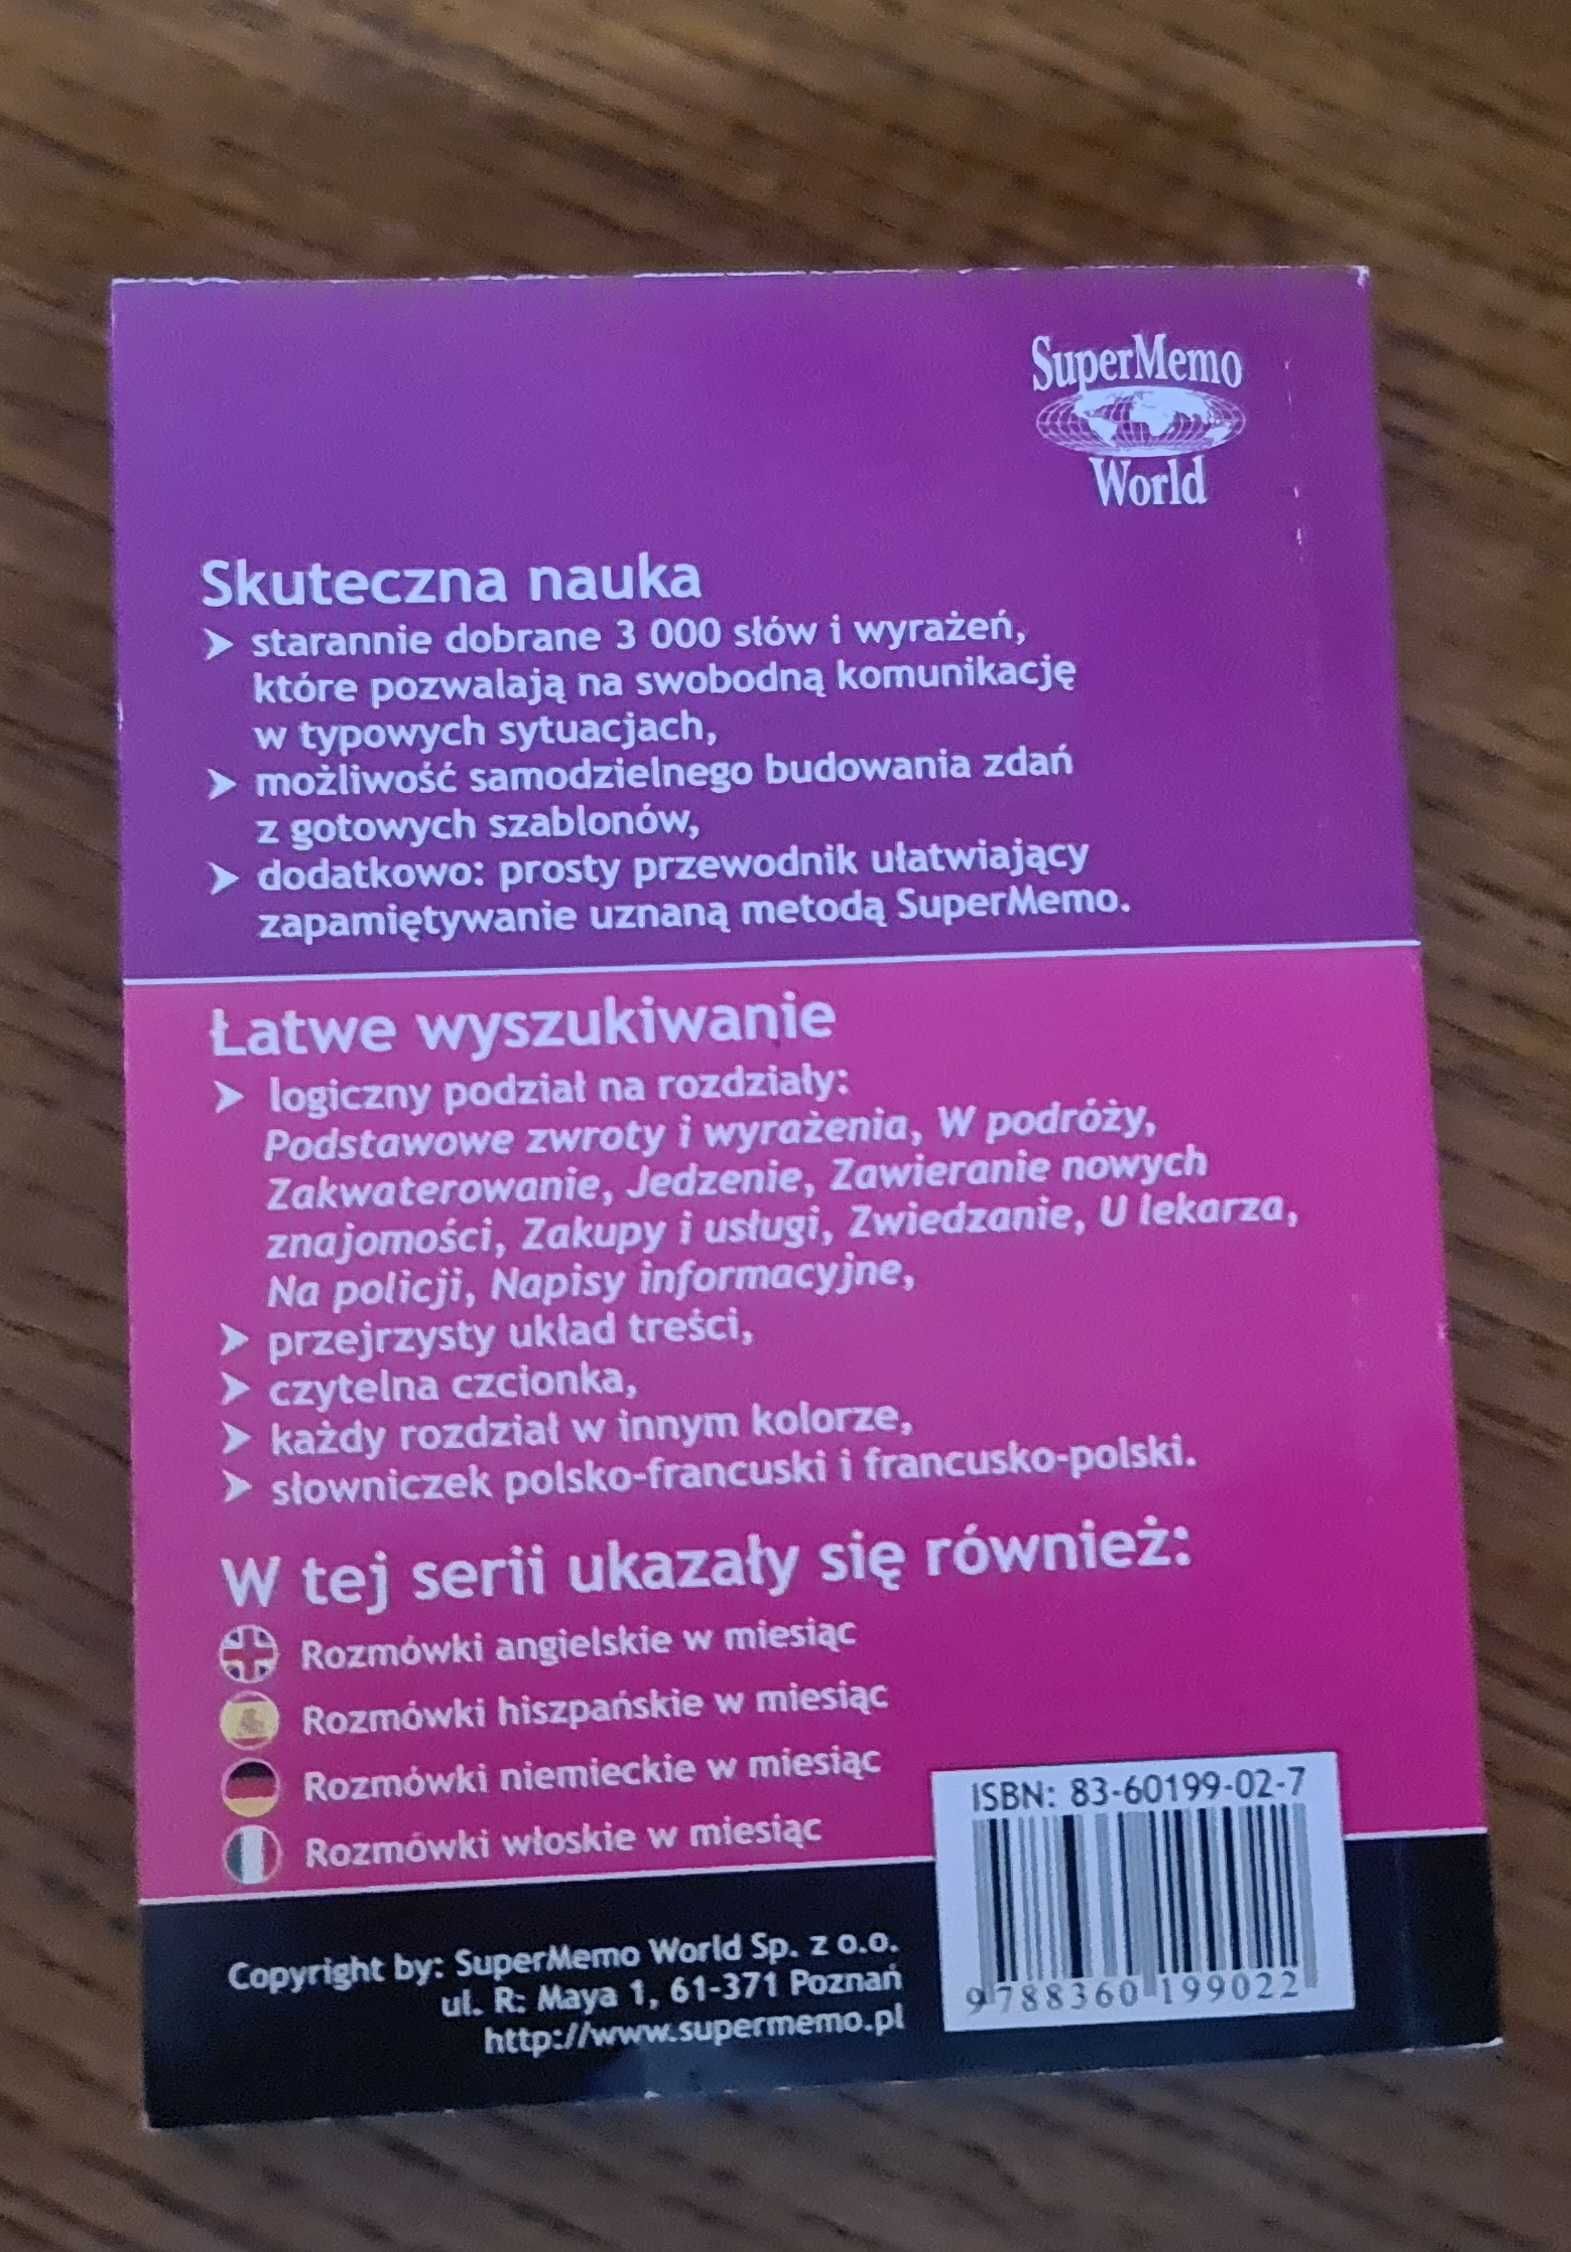 SuperMemo
World
Skuteczna nauka
➤ starannie dobrane 3 000 słów i wyrażeń,
które pozwalają na swobodną komunikację
w typowych sytuacjach,
➤ możliwość samodzielnego budowania zdań
z gotowych szablonów,
➤ dodatkowo: prosty przewodnik ułatwiający
zapamiętywanie uznaną metodą SuperMemo.
Łatwe wyszukiwanie
➤ logiczny podział na rozdziały:
Podstawowe zwroty i wyrażenia, W podróży,
Zakwaterowanie, Jedzenie, Zawieranie nowych
znajomości, Zakupy i usługi, Zwiedzanie, U lekarza,
Na policji, Napisy informacyjne,
➤ przejrzysty układ treści,
➤ czytelna czcionka,
➤ każdy rozdział w innym kolorze,
➤ słowniczek polsko-francuski i francusko-polski.
W tej serii ukazały się również:
Rozmówki angielskie w miesiąc
Rozmówki hiszpańskie w miesiąc
Rozmówki niemieckie w miesiąc
Rozmówki włoskie w miesiąc
ISBN: 83-60199-02-7
9 788360 199022
Copyright by: SuperMemo World Sp. z o.o.
ul. R. Maya 1, 61-371 Poznań
http://www.supermemo.pl